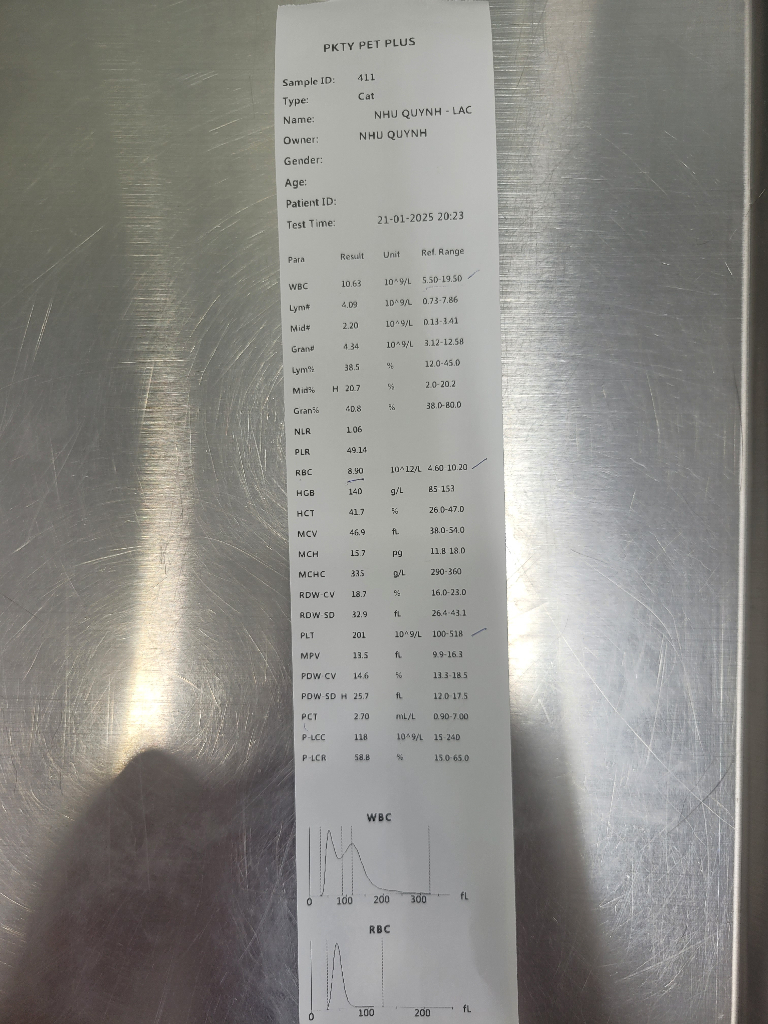 PKTY PET PLUS
Sample ID: 411
Type: Cat
Name: NHU QUYNH - LAC
Owner: NHU QUYNH
Gender:
Age:
Patient ID:
Test Time: 21-01-2025 20:23
Para Result Unit Ref. Range
WBC 10.63 10^9/L 5.50-19.50
Lym# 4.09 10^9/L 0.73-7.86
Mid# 2.20 10^9/L 0.13-3.41
Gran# 4.34 10^9/L 3.12-12.58
Lym% 38.5 % 12.0-45.0
Mid% H 20.7 % 2.0-20.2
Gran% 40.8 % 38.0-80.0
NLR 1.06
PLR 49.14
RBC 8.90 10^12/L 4.60-10.20
HGB 140 g/L 85-153
HCT 41.7 % 26.0-47.0
MCV 46.9 fL 38.0-54.0
MCH 15.7 pg 11.8-18.0
MCHC 335 g/L 290-360
RDW-CV 18.7 % 16.0-23.0
RDW-SD 32.9 fL 26.4-43.1
PLT 201 10^9/L 100-518
MPV 13.5 fL 9.9-16.3
PDW-CV 14.6 % 13.3-18.5
PDW-SD H 25.7 fL 12.0-17.5
PCT 2.70 mL/L 0.90-7.00
P-LCC 118 10^9/L 15-240
P-LCR 58.8 % 15.0-65.0
WBC
0 100 200 300 fL
RBC
0 100 200 fL